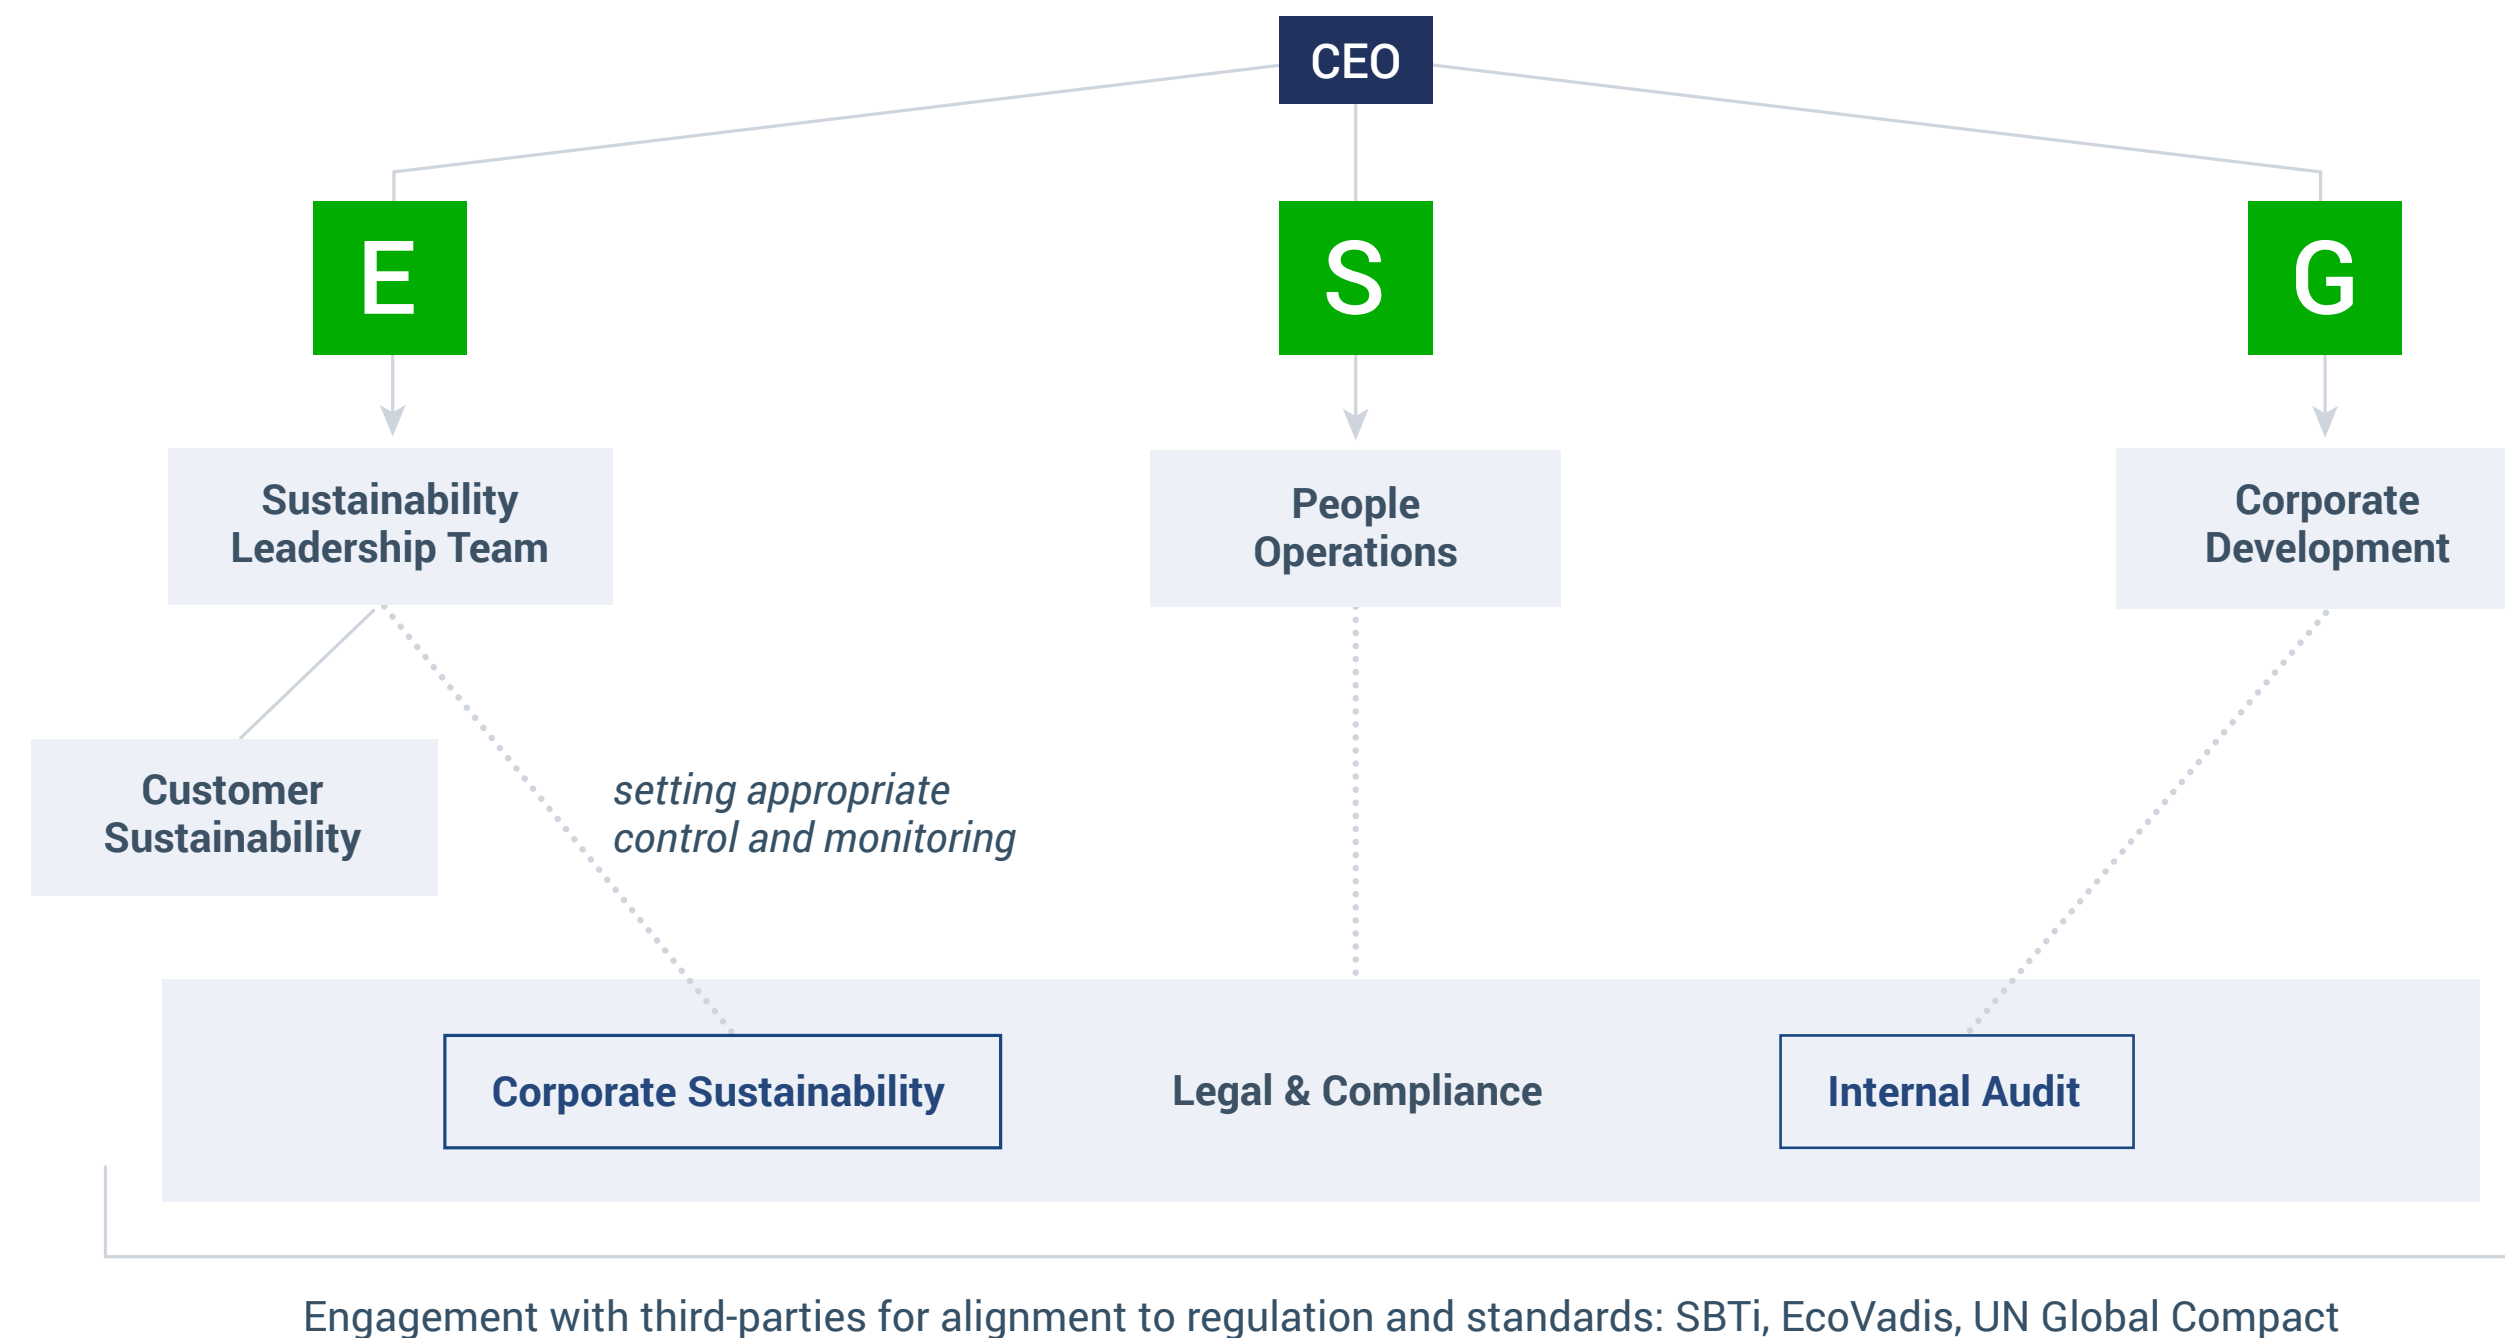 CEO
E
S
G
Sustainability
Leadership Team
People
Operations
Corporate
Development
Customer
Sustainability
setting appropriate
control and monitoring
Corporate Sustainability
Legal & Compliance
Internal Audit
Engagement with third-parties for alignment to regulation and standards: SBTi, EcoVadis, UN Global Compact